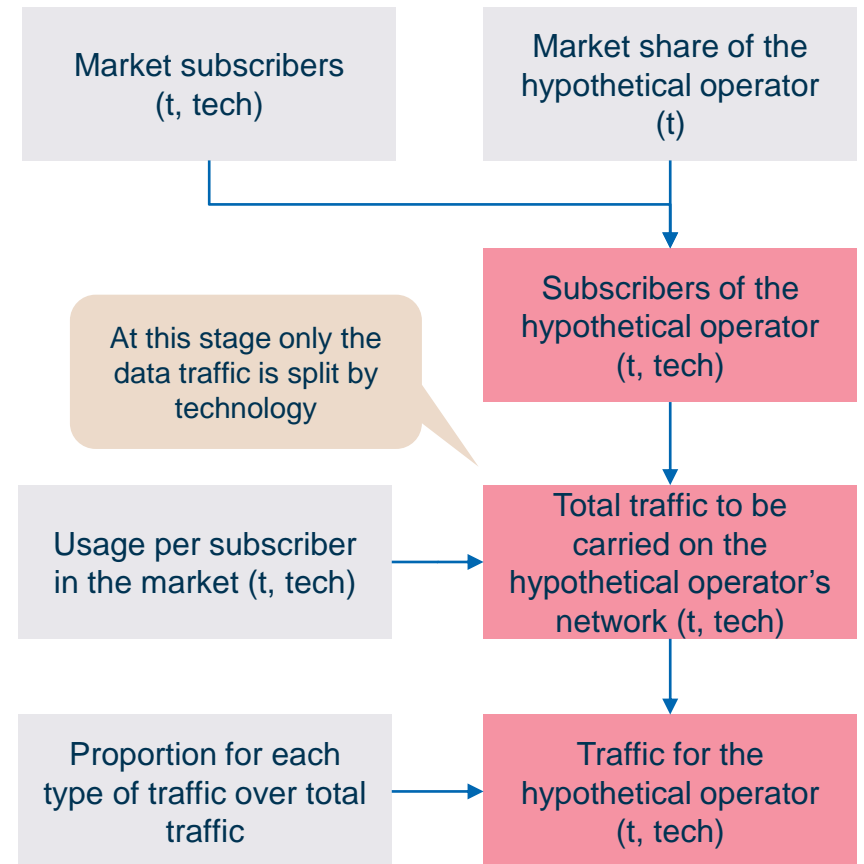 Market subscribers
(t, tech)
Market share of the
hypothetical operator
(t)
Subscribers of the
hypothetical operator
(t, tech)
At this stage only the
data traffic is split by
technology
Usage per subscriber
in the market (t, tech)
Total traffic to be
carried on the
hypothetical operator’s
network (t, tech)
Proportion for each
type of traffic over total
traffic
Traffic for the
hypothetical operator
(t, tech)